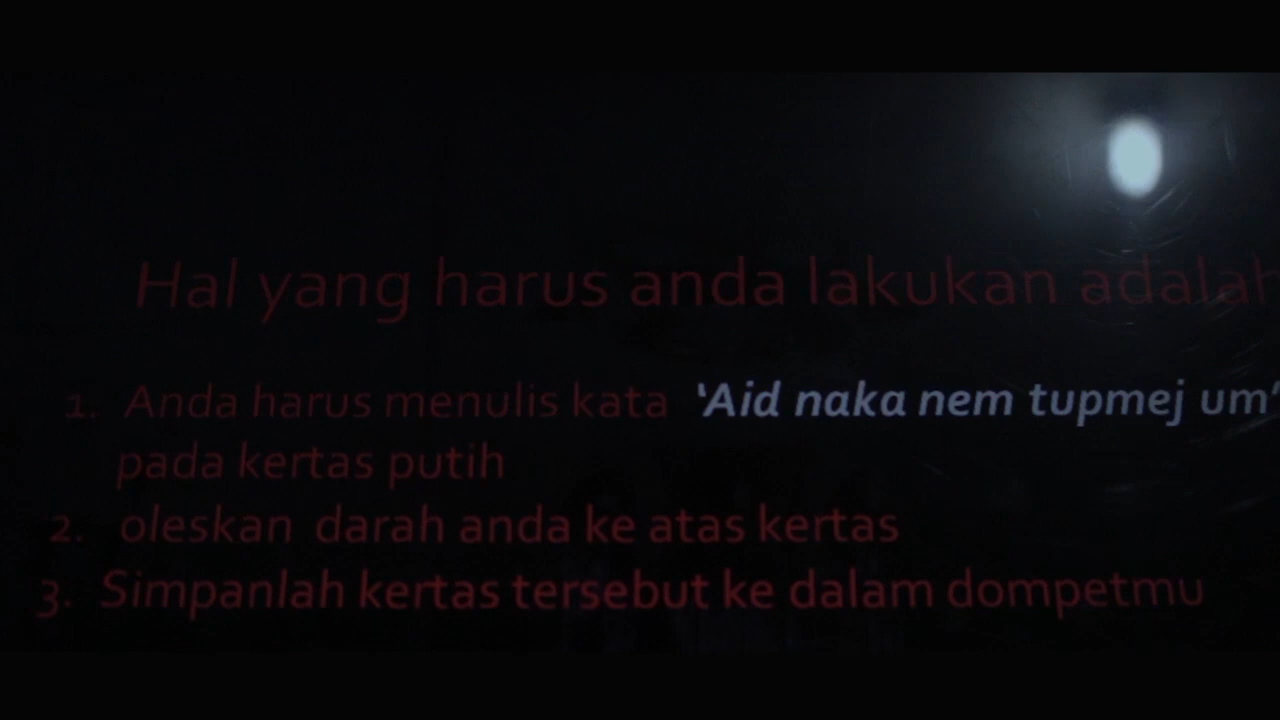 Hal yang harus anda lakukan adalah
1. Anda harus menulis kata ‘Aid naka nem tupmej um’
pada kertas putih
2. oleskan darah anda ke atas kertas
3. Simpanlah kertas tersebut ke dalam dompetmu